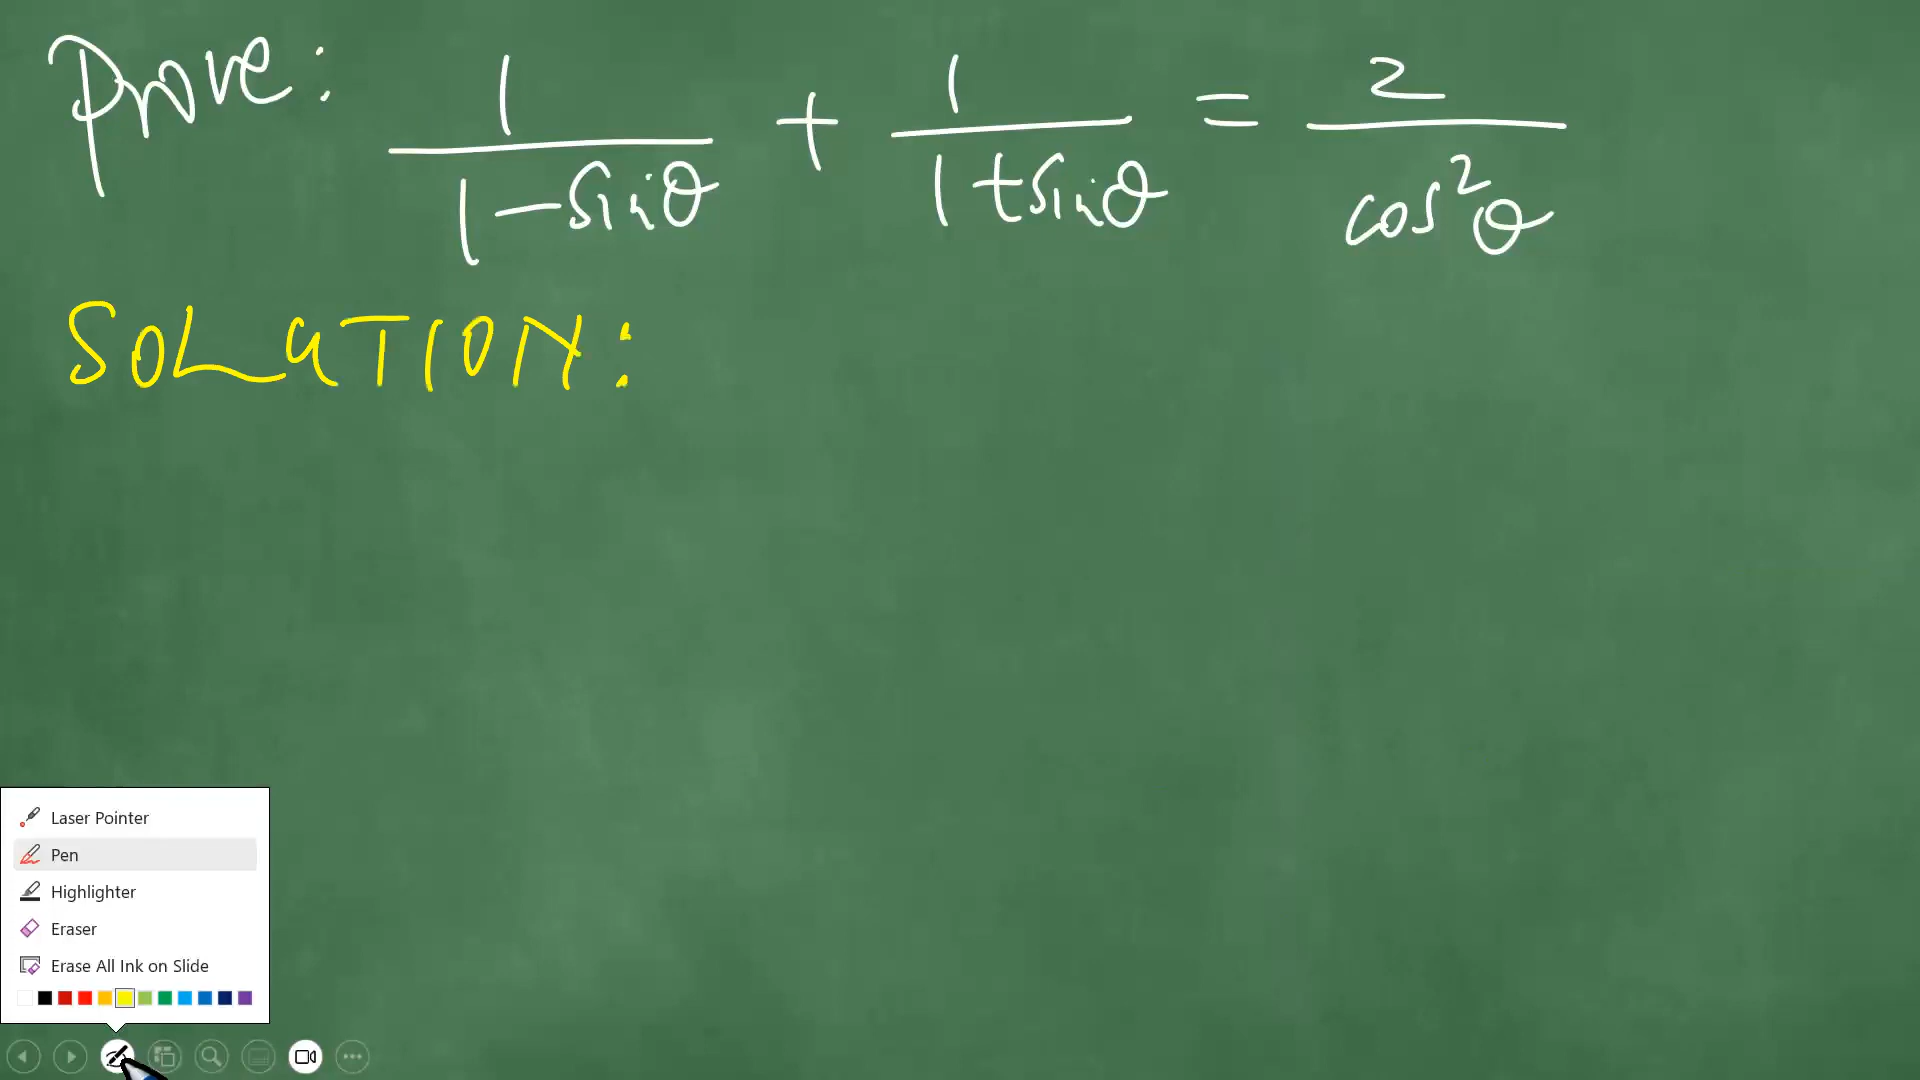 Prove: 1/(1-sinθ) + 1/(1+sinθ) = 2/cos²θ
SOLUTION:
Laser Pointer
Pen
Highlighter
Eraser
Erase All Ink on Slide